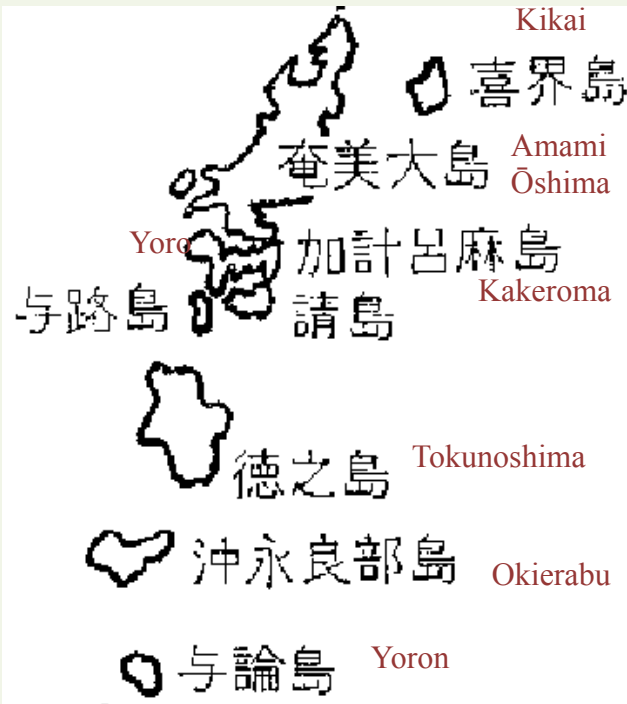 Kikai
喜界島
奄美大島
Amami
Ōshima
Yoro
加計呂麻島
Kakeroma
与路島
請島
徳之島
Tokunoshima
沖永良部島
Okierabu
与論島
Yoron